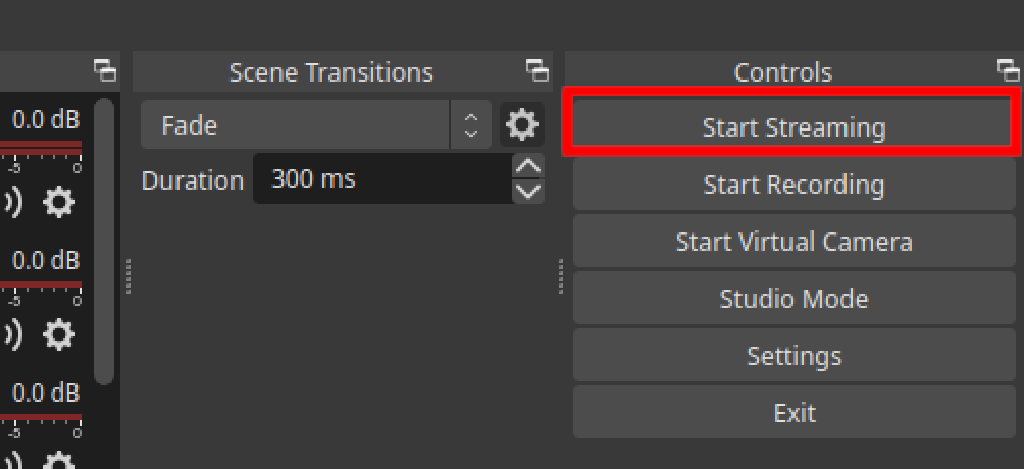 Scene Transitions
Controls
0.0 dB
-5 0
0.0 dB
-5 0
0.0 dB
-5 0
Fade
Duration 300 ms
Start Streaming
Start Recording
Start Virtual Camera
Studio Mode
Settings
Exit